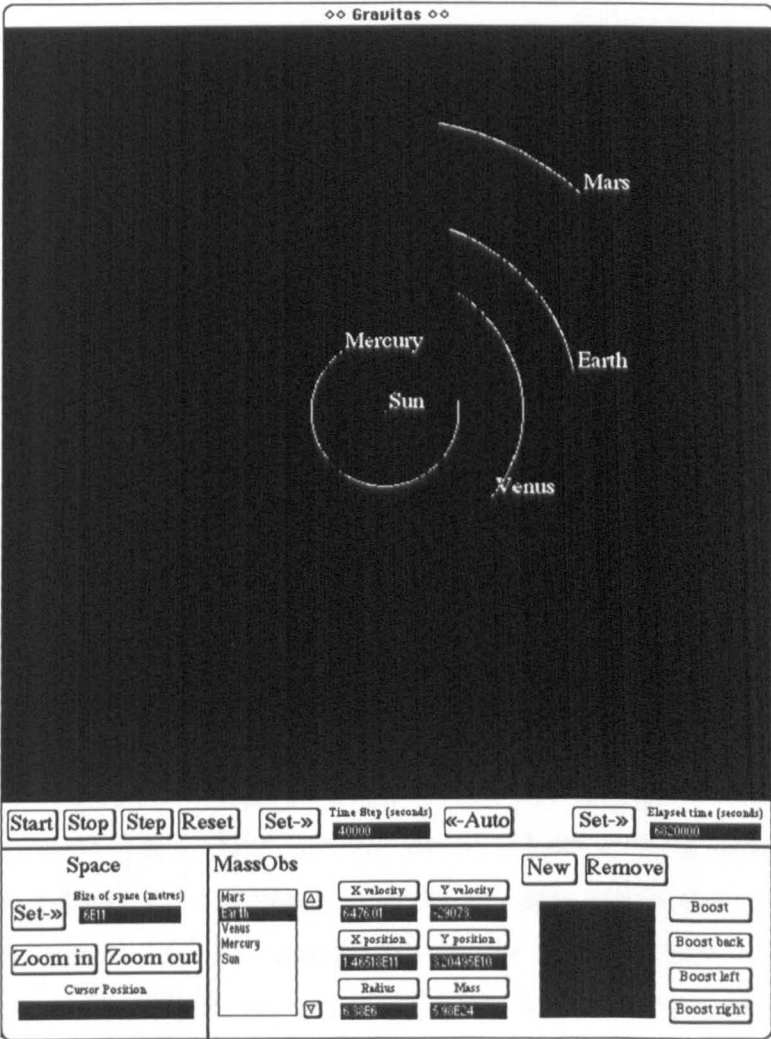 ◇◇ Gravitas ◇◇
Mars
Mercury
Earth
Sun
Venus
Start Stop Step Reset Set-» Time Step (seconds) 40000 «-Auto Set-» Elapsed time (seconds) 6820000
Space
Size of space (metres)
Set-» 6E11
Zoom in Zoom out
Cursor Position
MassObs
Mars
Earth
Venus
Mercury
Sun
New Remove
X velocity Y velocity
6476.01 -29073.
X position Y position
1.46518E11 3.20495E10
Radius Mass
6.38E6 5.98E24
Boost
Boost back
Boost left
Boost right